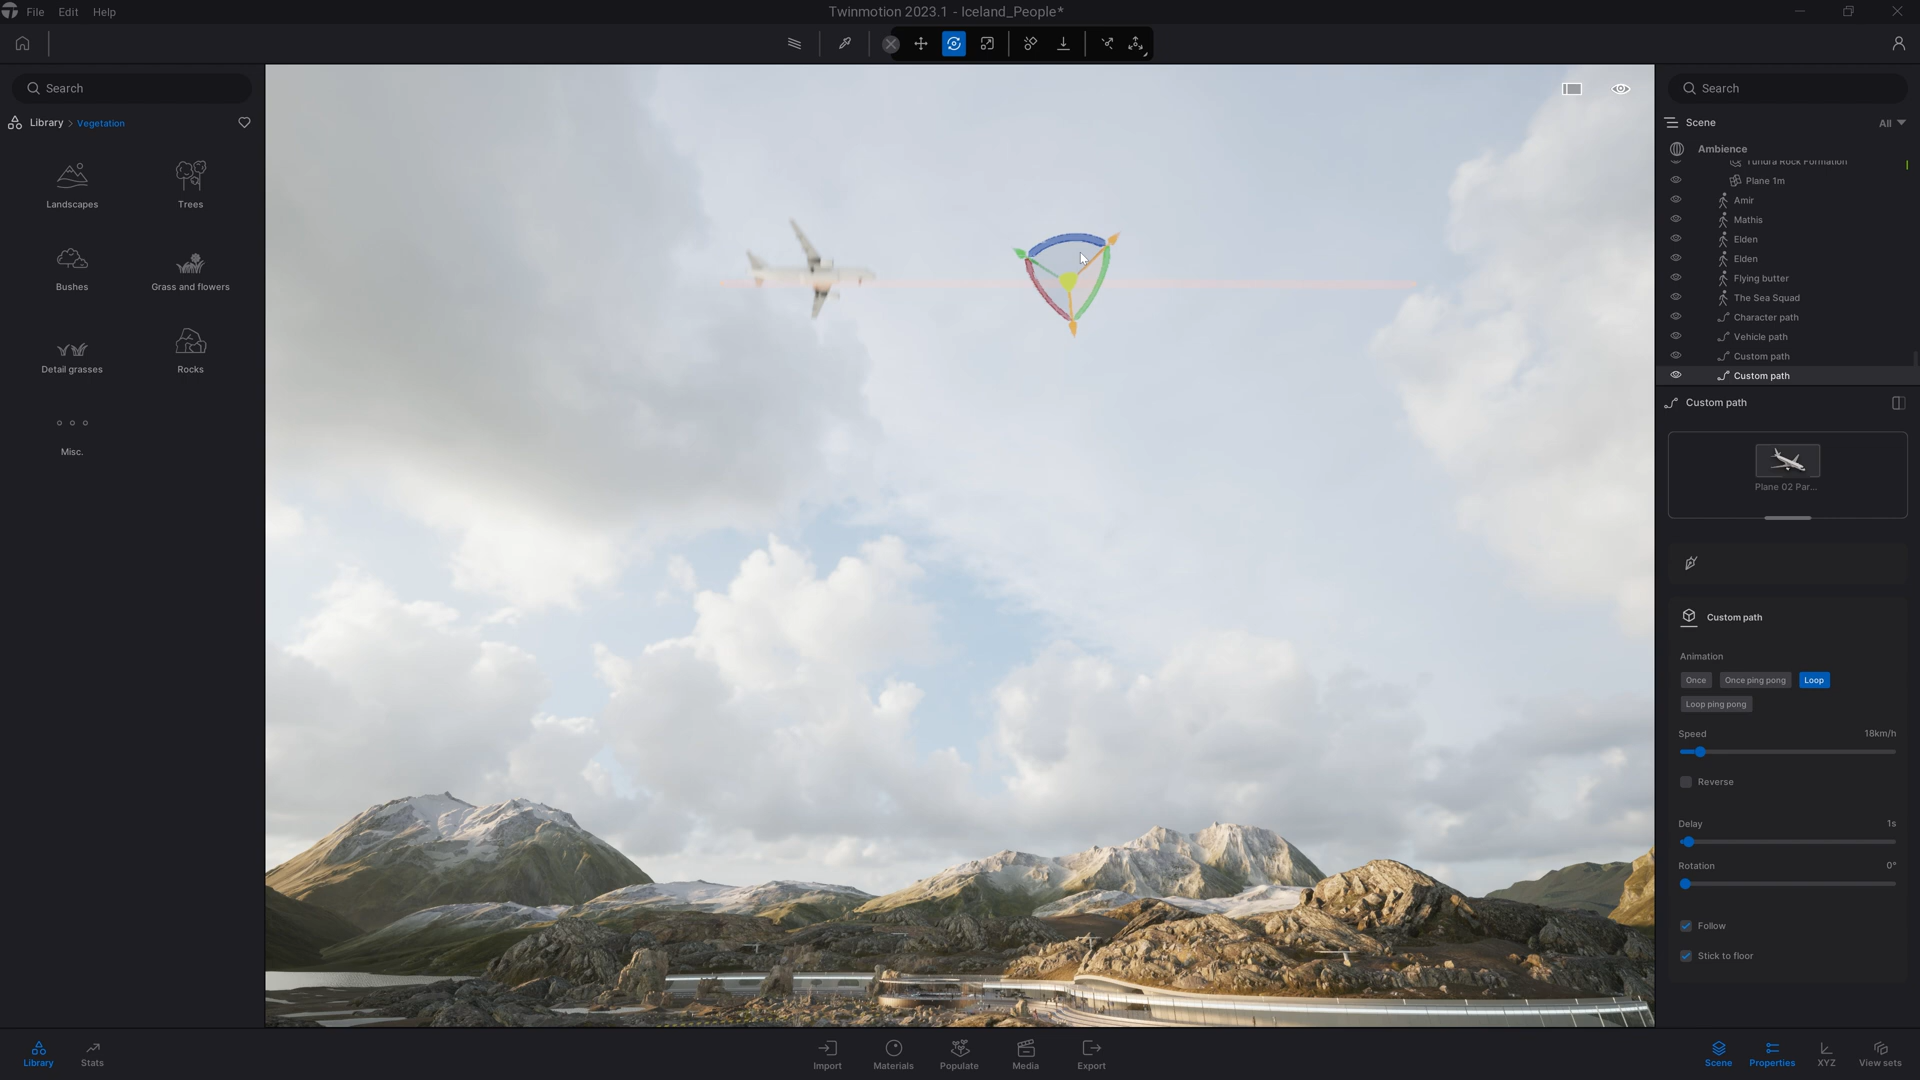 File Edit Help
Twinmotion 2023.1 - Iceland_People*
Search
Library > Vegetation
Landscapes
Trees
Bushes
Grass and flowers
Detail grasses
Rocks
Misc.
Search
Scene
All
Ambience
Tundra Rock Formation
Plane 1m
Amir
Mathis
Elden
Elden
Flying butter
The Sea Squad
Character path
Vehicle path
Custom path
Custom path
Custom path
Plane 02 Par...
Custom path
Animation
Once Once ping pong Loop
Loop ping pong
Speed 18km/h
Reverse
Delay 1s
Rotation 0°
Follow
Stick to floor
Library Stats Import Materials Populate Media Export Scene Properties XYZ View sets